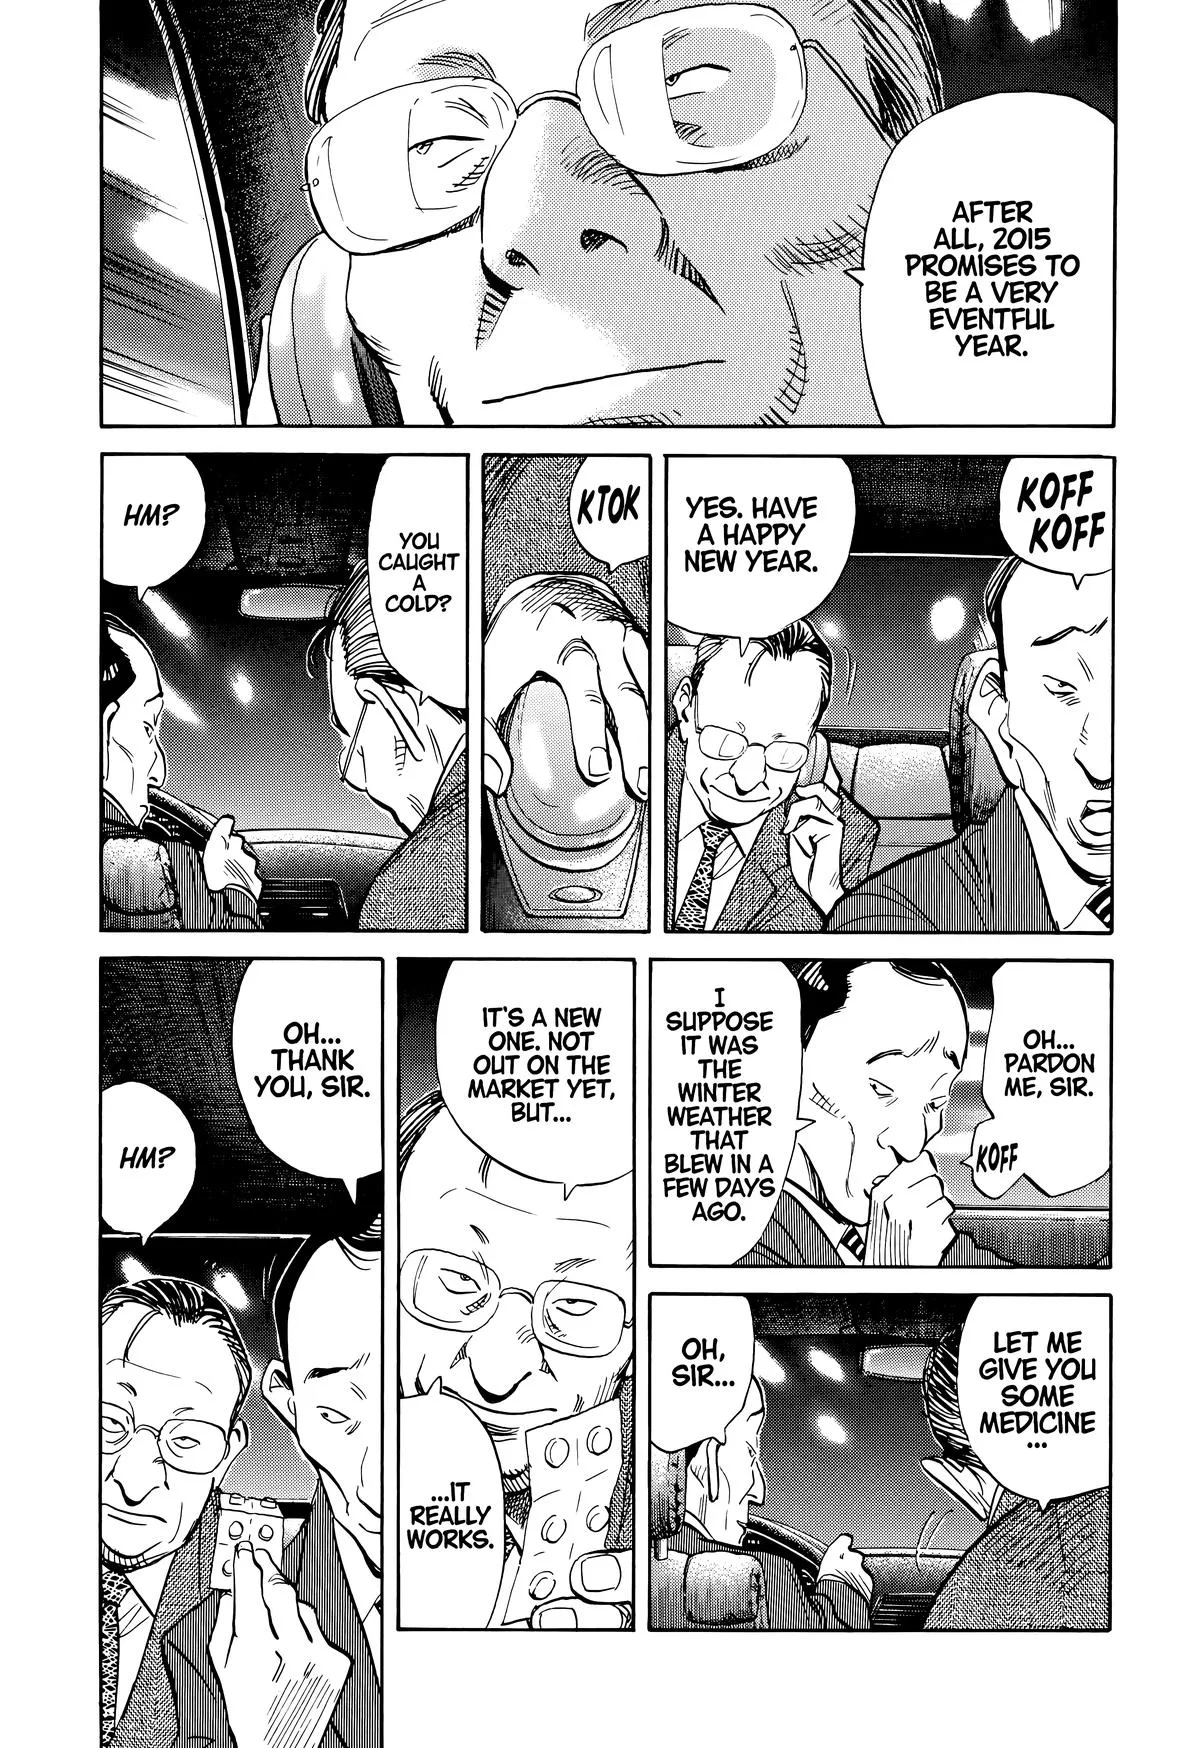 AFTER
ALL, 2015
PROMISES TO
BE A VERY
EVENTFUL
YEAR.
KOFF
KOFF
YES. HAVE
A HAPPY
NEW YEAR.
KTOK
YOU
CAUGHT
A
COLD?
HM?
OH...
PARDON
ME, SIR.
KOFF
I
SUPPOSE
IT WAS
THE
WINTER
WEATHER
THAT
BLEW IN A
FEW DAYS
AGO.
LET ME
GIVE YOU
SOME
MEDICINE
...
OH,
SIR...
IT'S A NEW
ONE. NOT
OUT ON THE
MARKET YET,
BUT...
...IT
REALLY
WORKS.
OH...
THANK
YOU, SIR.
HM?